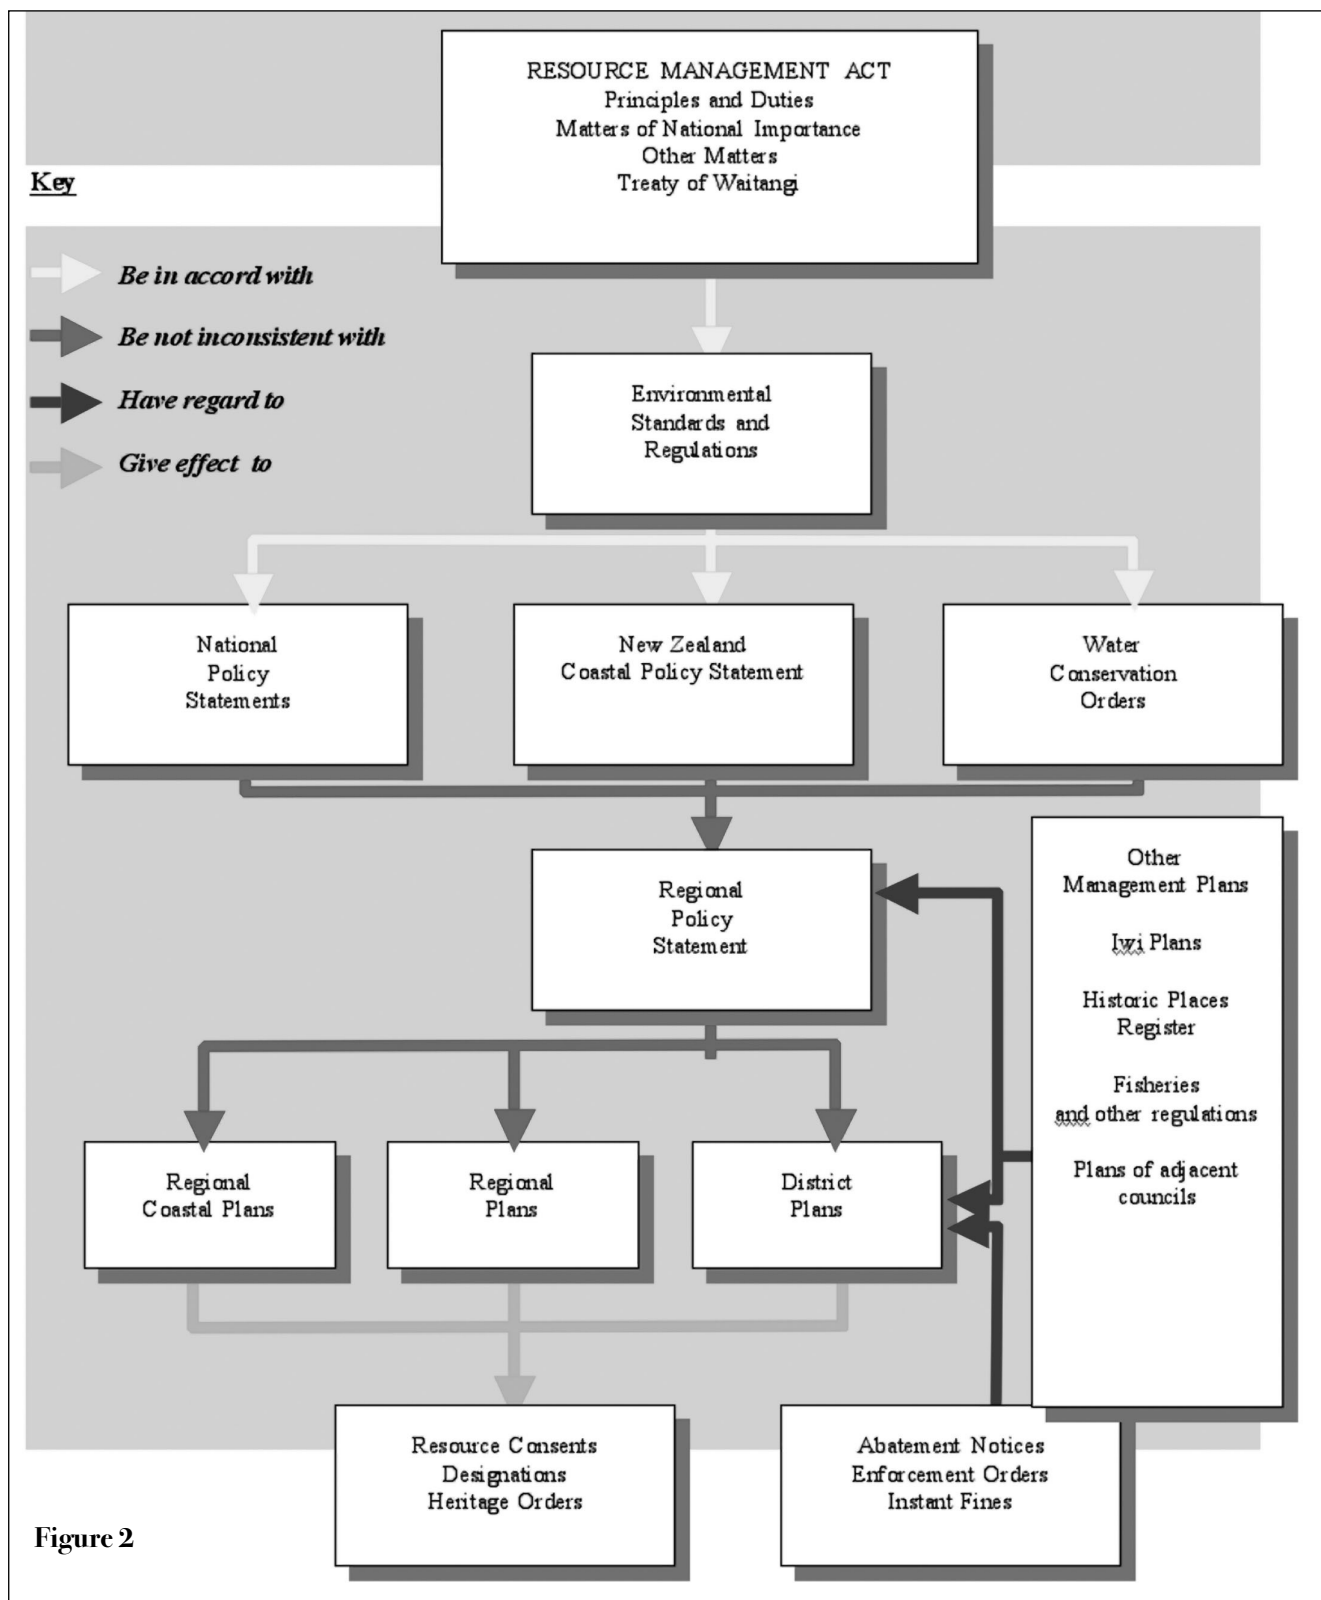 RESOURCE MANAGEMENT ACT
Principles and Duties
Matters of National Importance
Other Matters
Treaty of Waitangi
Key
Be in accord with
Be not inconsistent with
Have regard to
Give effect to
Environmental
Standards and
Regulations
National
Policy
Statements
New Zealand
Coastal Policy Statement
Water
Conservation
Orders
Regional
Policy
Statement
Other
Management Plans
Iwi Plans
Historic Places
Register
Fisheries
and other regulations
Plans of adjacent
councils
Regional
Coastal Plans
Regional
Plans
District
Plans
Resource Consents
Designations
Heritage Orders
Abatement Notices
Enforcement Orders
Instant Fines
Figure 2